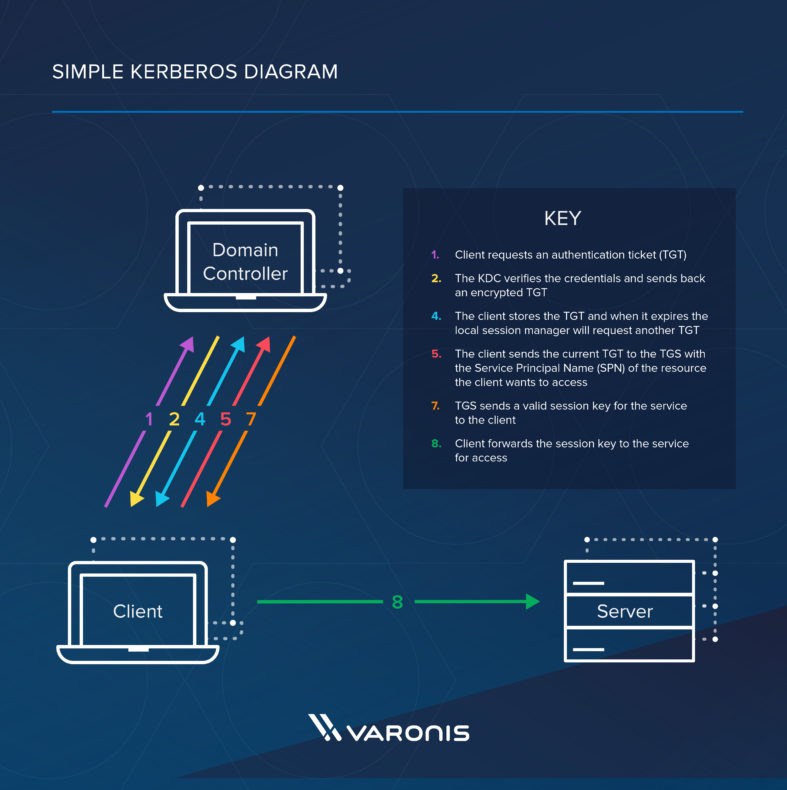 SIMPLE KERBEROS DIAGRAM
Domain
Controller
KEY
1. Client requests an authentication ticket (TGT)
2. The KDC verifies the credentials and sends back
an encrypted TGT
4. The client stores the TGT and when it expires the
local session manager will request another TGT
5. The client sends the current TGT to the TGS with
the Service Principal Name (SPN) of the resource
the client wants to access
7. TGS sends a valid session key for the service
to the client
8. Client forwards the session key to the service
for access
1 2 4 5 7
Client
8
Server
VARONIS